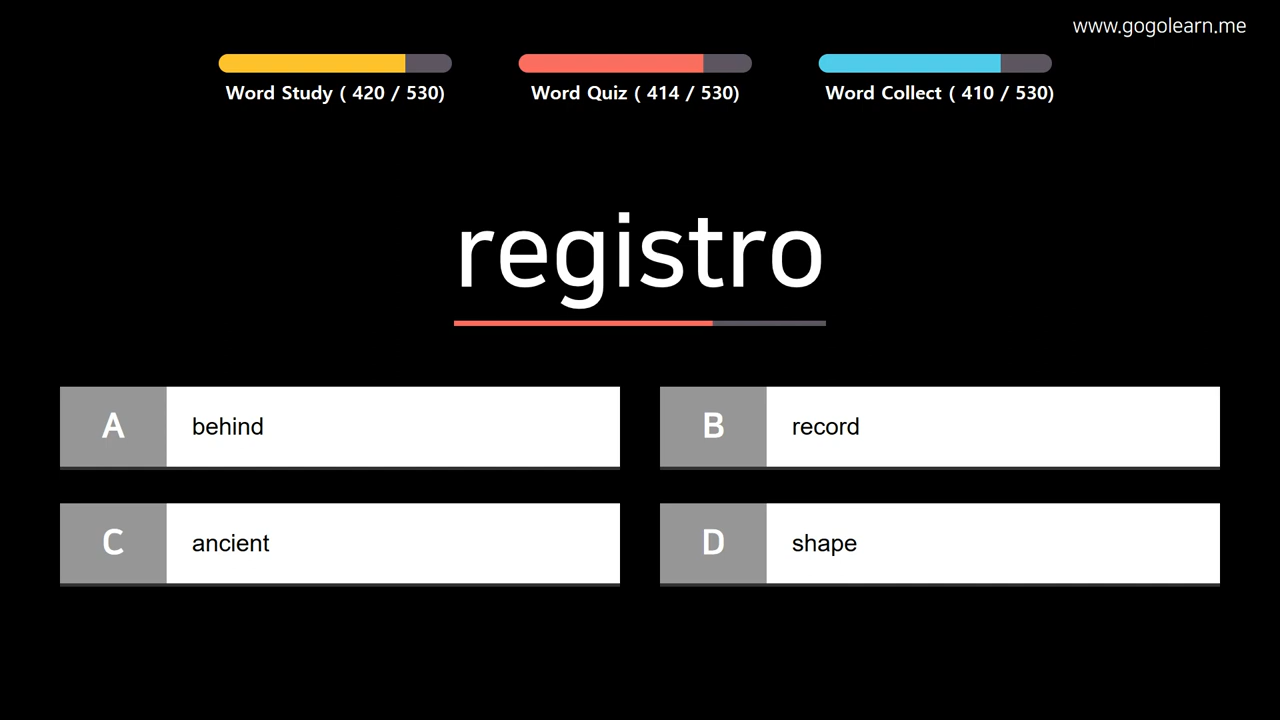 www.gogolearn.me
Word Study ( 420 / 530)
Word Quiz ( 414 / 530)
Word Collect ( 410 / 530)
registro
A behind
B record
C ancient
D shape